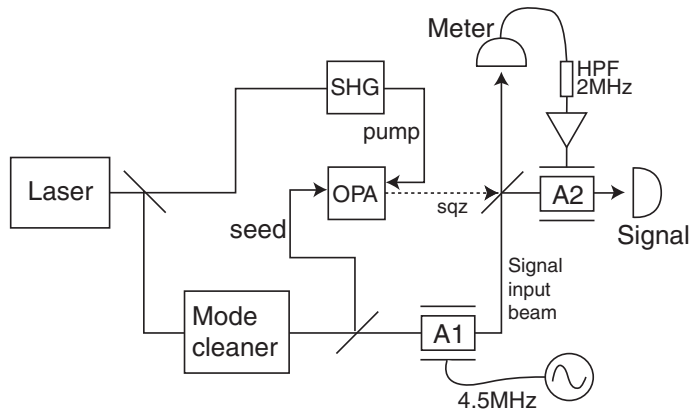 Meter
HPF
2MHz
SHG
pump
Laser
OPA
sqz
A2
Signal
seed
Signal
input
beam
Mode
cleaner
A1
4.5MHz